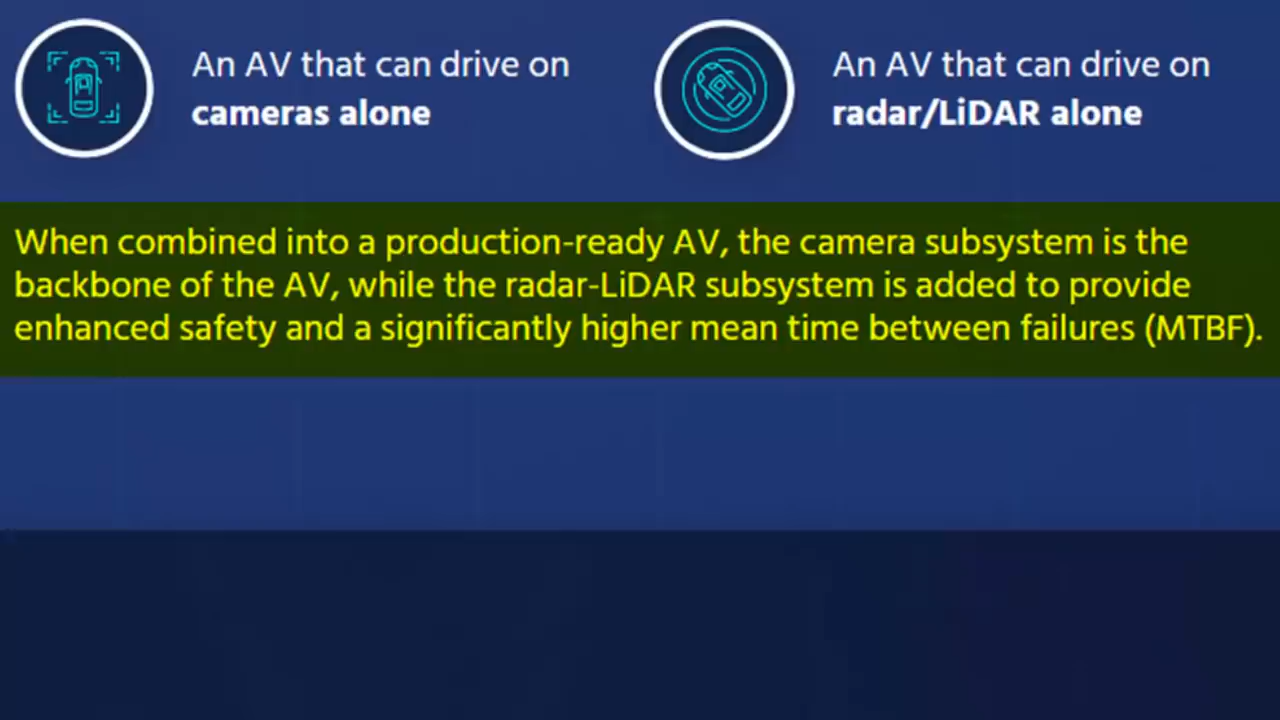 An AV that can drive on
cameras alone
An AV that can drive on
radar/LiDAR alone
When combined into a production-ready AV, the camera subsystem is the
backbone of the AV, while the radar-LiDAR subsystem is added to provide
enhanced safety and a significantly higher mean time between failures (MTBF).